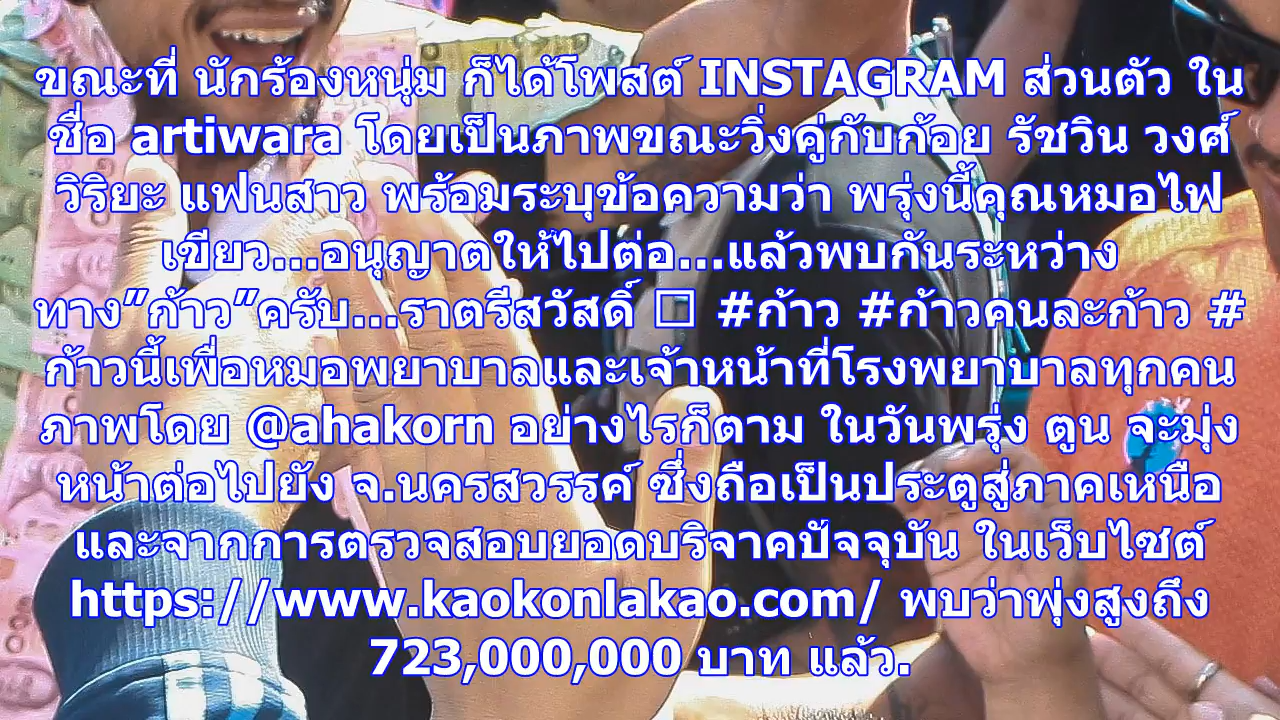 ขณะที่ นักร้องหนุ่ม ก็ได้โพสต์ INSTAGRAM ส่วนตัว ใน
ชื่อ artiwara โดยเป็นภาพขณะวิ่งคู่กับก้อย รัชวิน วงศ์
วิริยะ แฟนสาว พร้อมระบุข้อความว่า พรุ่งนี้คุณหมอไฟ
เขียว...อนุญาตให้ไปต่อ...แล้วพบกันระหว่าง
ทาง”ก้าว”ครับ...ราตรีสวัสดิ์ □ #ก้าว #ก้าวคนละก้าว #
ก้าวนี้เพื่อหมอพยาบาลและเจ้าหน้าที่โรงพยาบาลทุกคน
ภาพโดย @ahakorn อย่างไรก็ตาม ในวันพรุ่ง ตูน จะมุ่ง
หน้าต่อไปยัง จ.นครสวรรค์ ซึ่งถือเป็นประตูสู่ภาคเหนือ
และจากการตรวจสอบยอดบริจาคปัจจุบัน ในเว็บไซต์
https://www.kaokonlakao.com/ พบว่าพุ่งสูงถึง
723,000,000 บาท แล้ว.